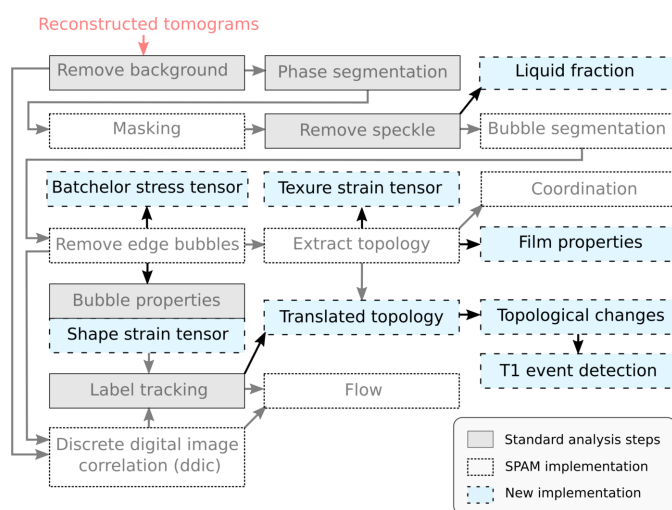 Reconstructed tomograms
Remove background
Phase segmentation
Liquid fraction
Masking
Remove speckle
Bubble segmentation
Batchelor stress tensor
Texure strain tensor
Coordination
Remove edge bubbles
Extract topology
Film properties
Bubble properties
Shape strain tensor
Translated topology
Topological changes
Label tracking
Flow
T1 event detection
Discrete digital image
correlation (ddic)
Standard analysis steps
SPAM implementation
New implementation